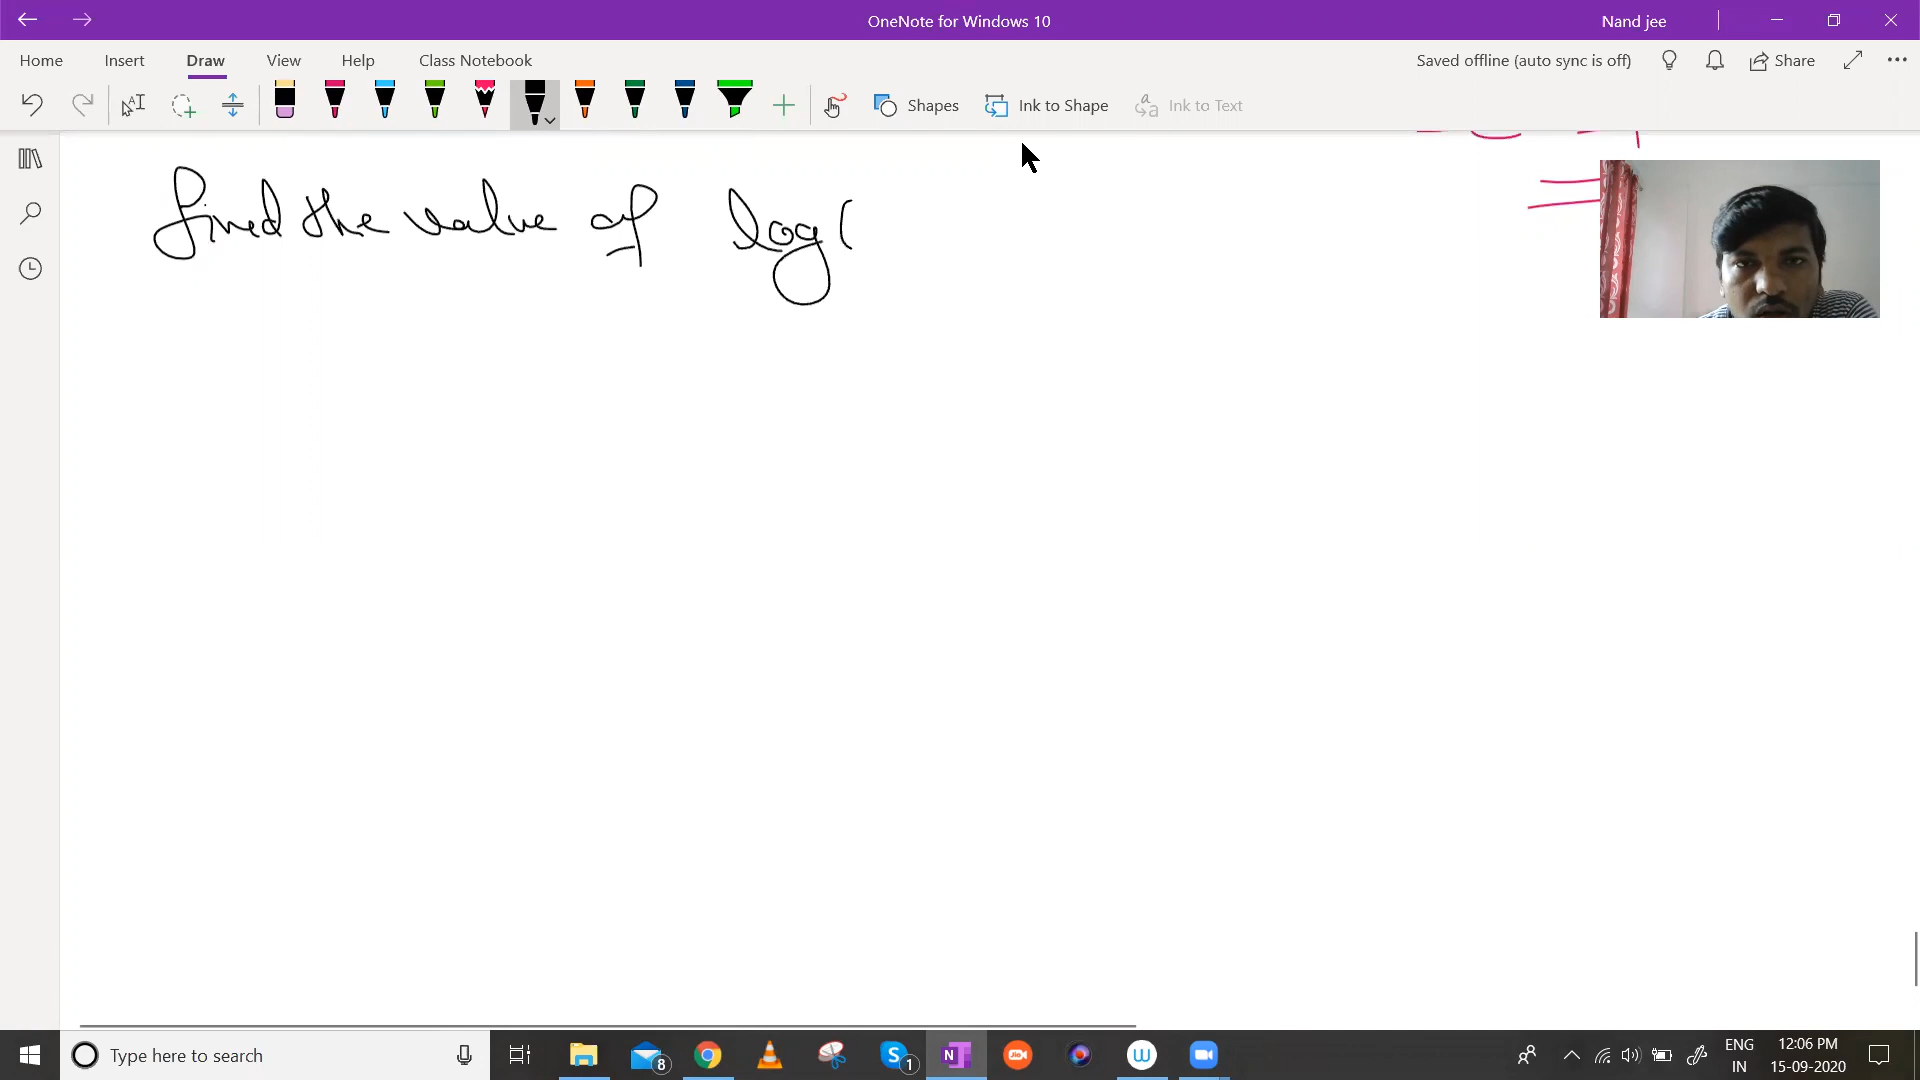 OneNote for Windows 10 Nand jee
Home Insert Draw View Help Class Notebook Saved offline (auto sync is off) Share
Shapes Ink to Shape Ink to Text
find the value of log(
Type here to search 8 1 ENG 12:06 PM
IN 15-09-2020